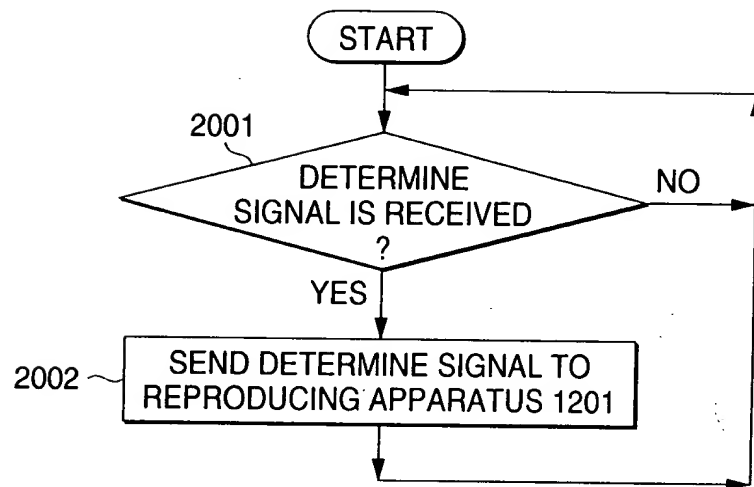 START
2001
DETERMINE
SIGNAL IS RECEIVED
?
NO
YES
2002
SEND DETERMINE SIGNAL TO
REPRODUCING APPARATUS 1201